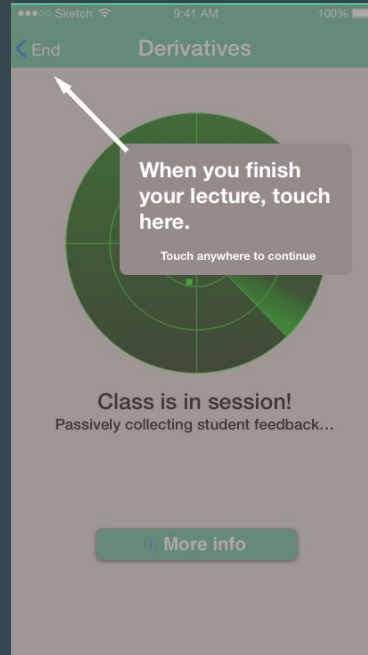 ●●●○○ Sketch 9:41 AM 100%
End Derivatives
When you finish
your lecture, touch
here.
Touch anywhere to continue
Class is in session!
Passively collecting student feedback...
More info